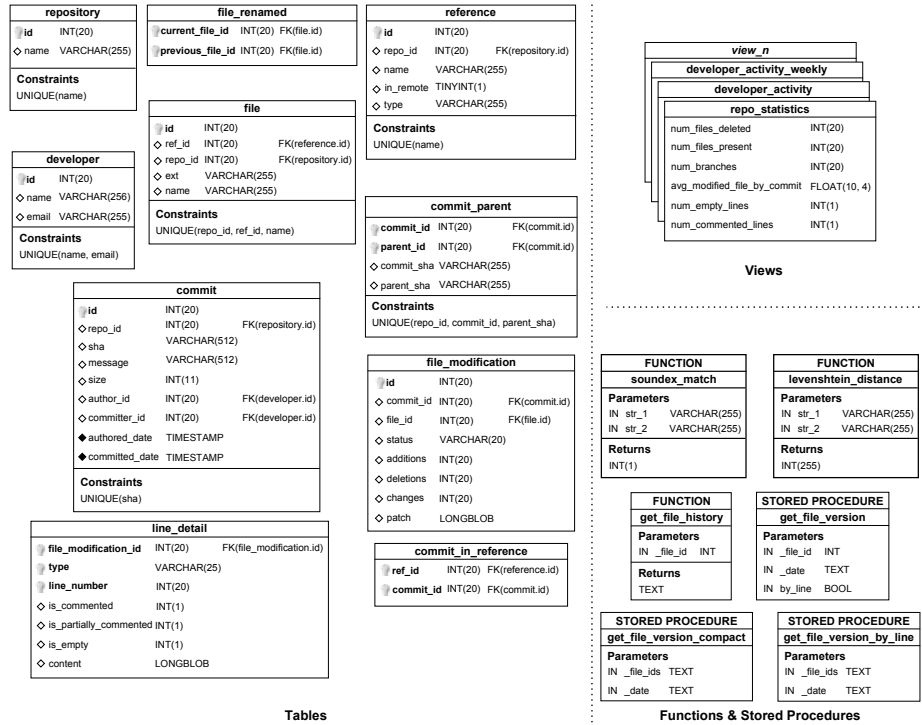 repository
id INT(20)
name VARCHAR(255)
Constraints
UNIQUE(name)
file_renamed
current_file_id INT(20) FK(file.id)
previous_file_id INT(20) FK(file.id)
reference
id INT(20)
repo_id INT(20) FK(repository.id)
name VARCHAR(255)
in_remote TINYINT(1)
type VARCHAR(255)
Constraints
UNIQUE(name)
file
id INT(20)
ref_id INT(20) FK(reference.id)
repo_id INT(20) FK(repository.id)
ext VARCHAR(255)
name VARCHAR(255)
Constraints
UNIQUE(repo_id, ref_id, name)
developer
id INT(20)
name VARCHAR(256)
email VARCHAR(255)
Constraints
UNIQUE(name, email)
commit_parent
commit_id INT(20) FK(commit.id)
parent_id INT(20) FK(commit.id)
commit_sha VARCHAR(255)
parent_sha VARCHAR(255)
Constraints
UNIQUE(repo_id, commit_id, parent_sha)
commit
id INT(20)
repo_id INT(20) FK(repository.id)
sha VARCHAR(512)
message VARCHAR(512)
size INT(11)
author_id INT(20) FK(developer.id)
committer_id INT(20) FK(developer.id)
authored_date TIMESTAMP
committed_date TIMESTAMP
Constraints
UNIQUE(sha)
file_modification
id INT(20)
commit_id INT(20) FK(commit.id)
file_id INT(20) FK(file.id)
status VARCHAR(20)
additions INT(20)
deletions INT(20)
changes INT(20)
patch LONGBLOB
line_detail
file_modification_id INT(20) FK(file_modification.id)
type VARCHAR(25)
line_number INT(20)
is_commented INT(1)
is_partially_commented INT(1)
is_empty INT(1)
content LONGBLOB
commit_in_reference
ref_id INT(20) FK(reference.id)
commit_id INT(20) FK(commit.id)
Tables
view_n
developer_activity_weekly
developer_activity
repo_statistics
num_files_deleted INT(20)
num_files_present INT(20)
num_branches INT(20)
avg_modified_file_by_commit FLOAT(10, 4)
num_empty_lines INT(1)
num_commented_lines INT(1)
Views
FUNCTION
soundex_match
Parameters
IN str_1 VARCHAR(255)
IN str_2 VARCHAR(255)
Returns
INT(1)
FUNCTION
levenshtein_distance
Parameters
IN str_1 VARCHAR(255)
IN str_2 VARCHAR(255)
Returns
INT(255)
FUNCTION
get_file_history
Parameters
IN _file_id INT
Returns
TEXT
STORED PROCEDURE
get_file_version
Parameters
IN _file_id INT
IN _date TEXT
IN by_line BOOL
STORED PROCEDURE
get_file_version_compact
Parameters
IN _file_ids TEXT
IN _date TEXT
STORED PROCEDURE
get_file_version_by_line
Parameters
IN _file_ids TEXT
IN _date TEXT
Functions & Stored Procedures